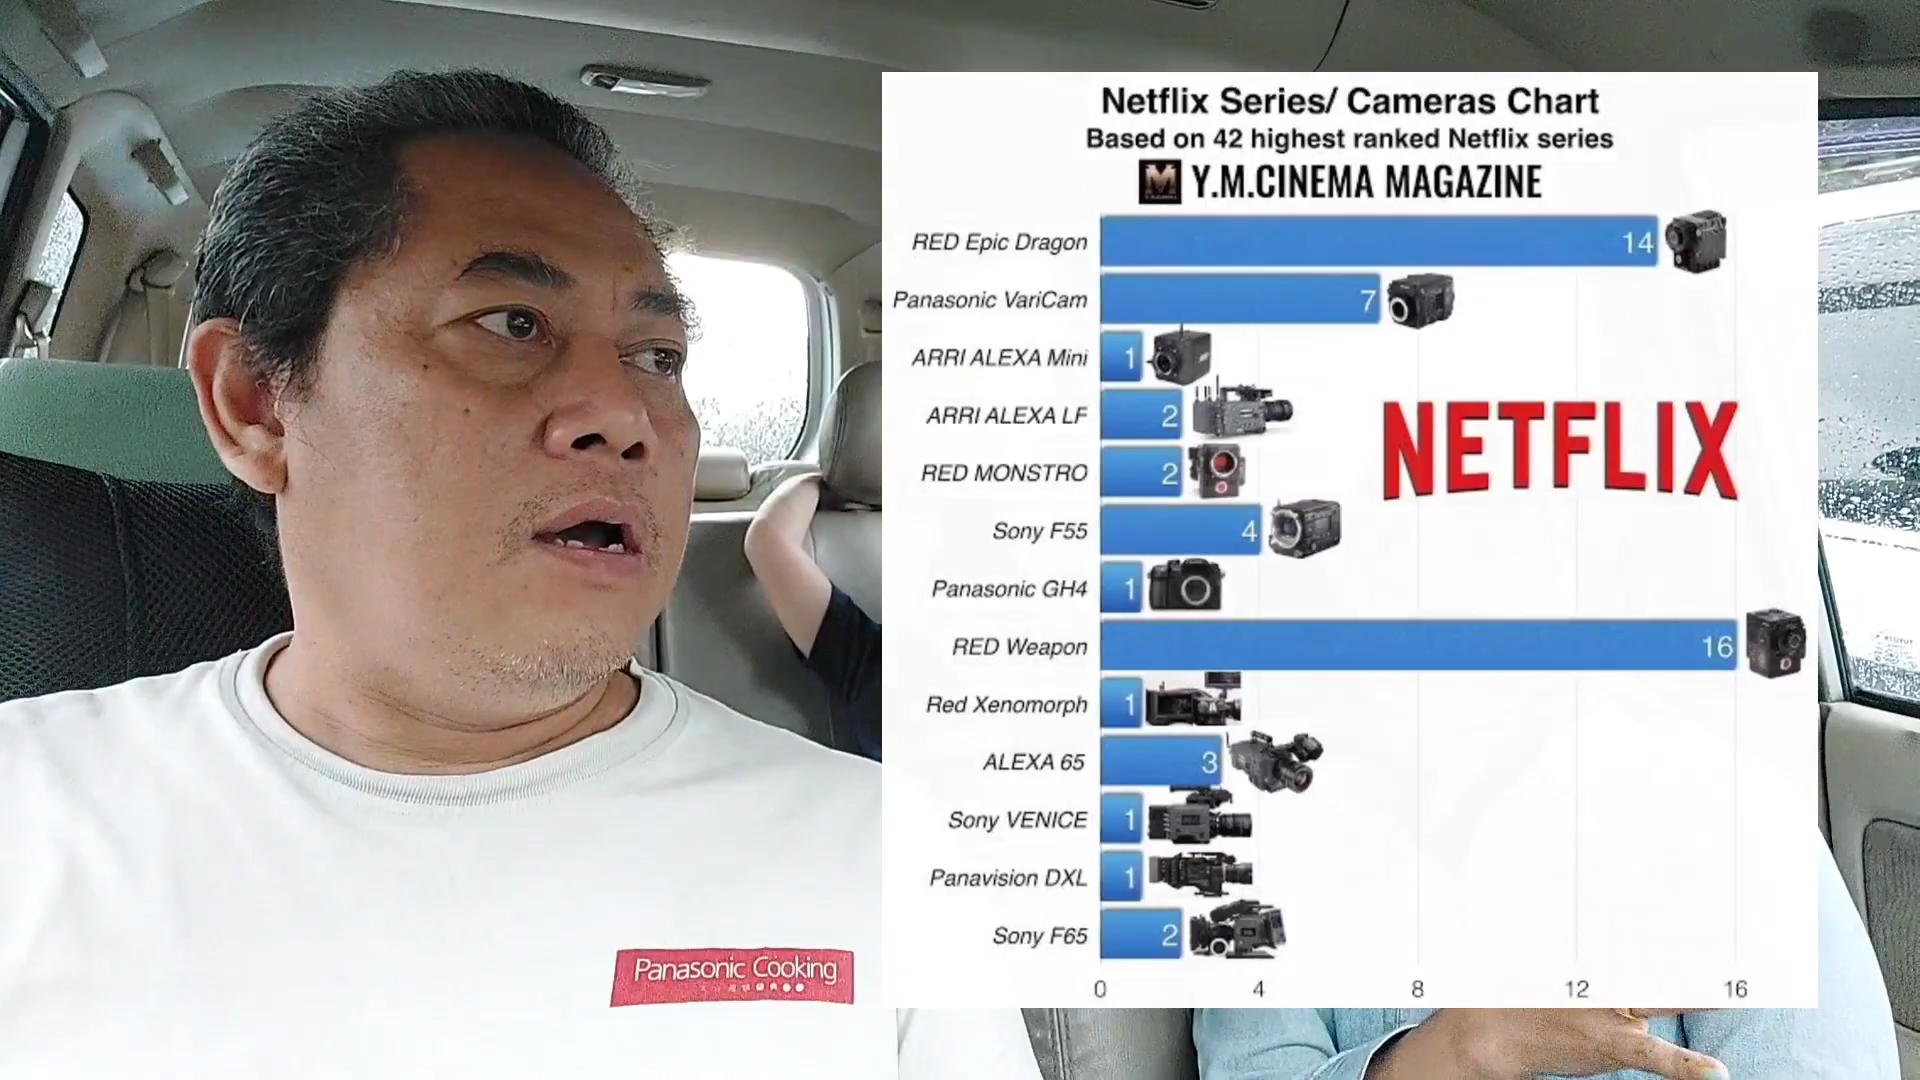 Netflix Series/ Cameras Chart
Based on 42 highest ranked Netflix series
Y.M.CINEMA MAGAZINE
RED Epic Dragon 14
Panasonic VariCam 7
ARRI ALEXA Mini 1
ARRI ALEXA LF 2
RED MONSTRO 2
Sony F55 4
Panasonic GH4 1
RED Weapon 16
Red Xenomorph 1
ALEXA 65 3
Sony VENICE 1
Panavision DXL 1
Sony F65 2
0 4 8 12 16
NETFLIX
Panasonic Cooking